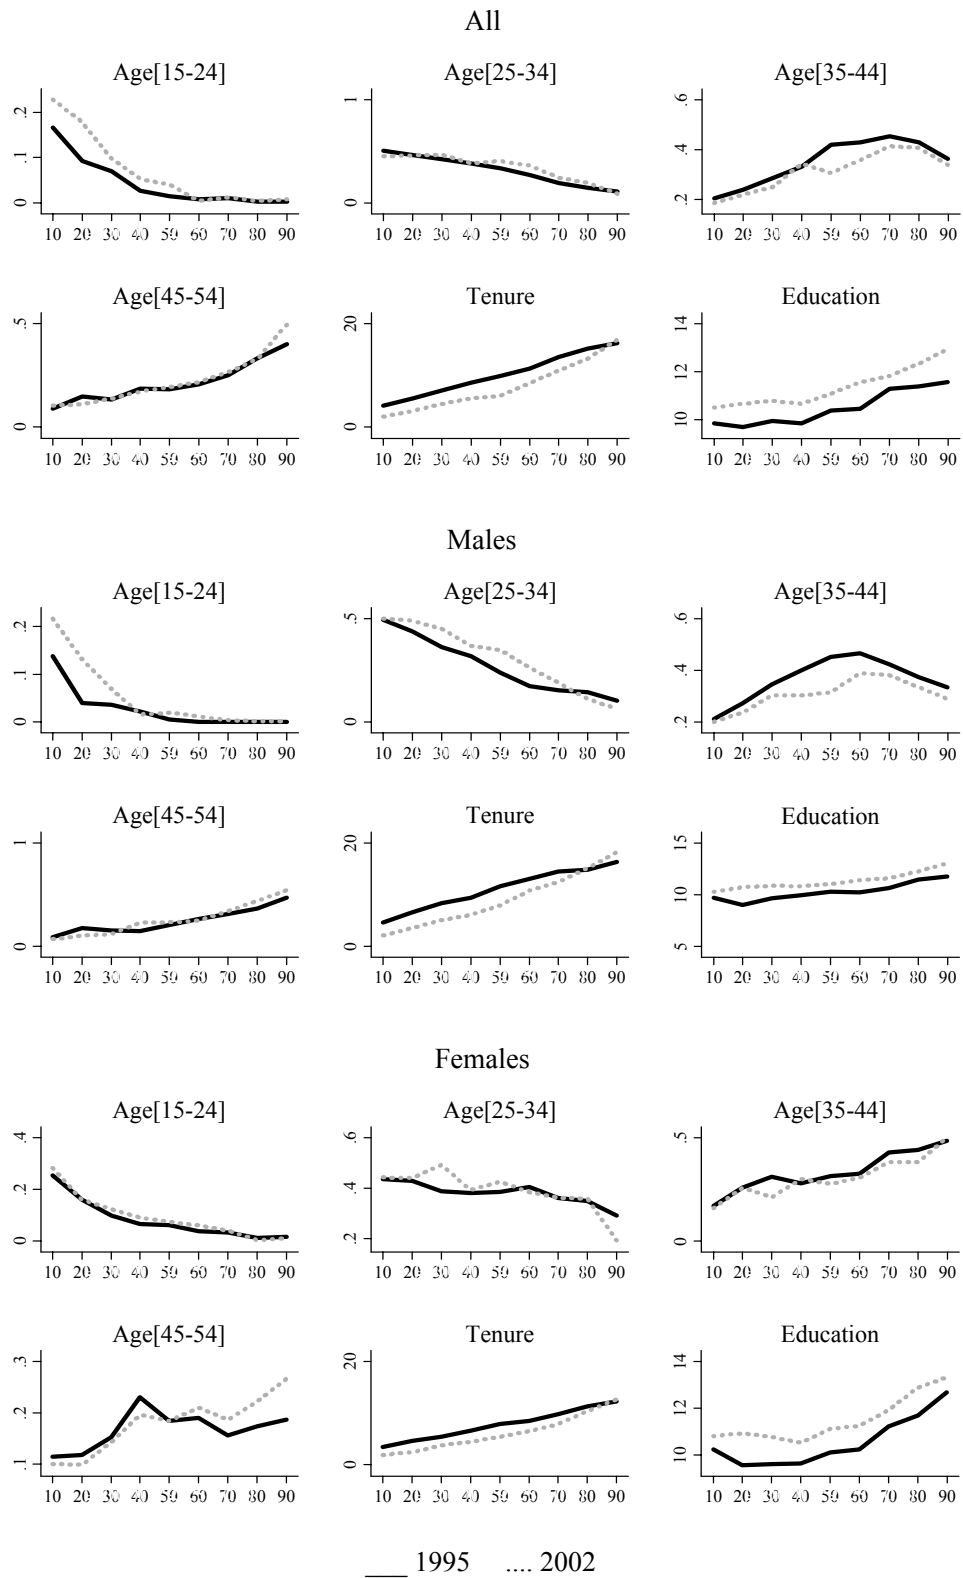 All
Age[15-24] Age[25-34] Age[35-44]
.2 .1 0
1 0
.6 .4 .2
10 20 30 40 50 60 70 80 90 10 20 30 40 50 60 70 80 90 10 20 30 40 50 60 70 80 90
Age[45-54] Tenure Education
.5 0
20 0
14 12 10
10 20 30 40 50 60 70 80 90 10 20 30 40 50 60 70 80 90 10 20 30 40 50 60 70 80 90
Males
Age[15-24] Age[25-34] Age[35-44]
.2 .1 0
.5 0
.6 .4 .2
10 20 30 40 50 60 70 80 90 10 20 30 40 50 60 70 80 90 10 20 30 40 50 60 70 80 90
Age[45-54] Tenure Education
1 0
20 0
15 10 5
10 20 30 40 50 60 70 80 90 10 20 30 40 50 60 70 80 90 10 20 30 40 50 60 70 80 90
Females
Age[15-24] Age[25-34] Age[35-44]
.4 .2 0
.6 .4 .2
.5 0
10 20 30 40 50 60 70 80 90 10 20 30 40 50 60 70 80 90 10 20 30 40 50 60 70 80 90
Age[45-54] Tenure Education
.3 .2 .1
20 0
14 12 10
10 20 30 40 50 60 70 80 90 10 20 30 40 50 60 70 80 90 10 20 30 40 50 60 70 80 90
___ 1995 .... 2002